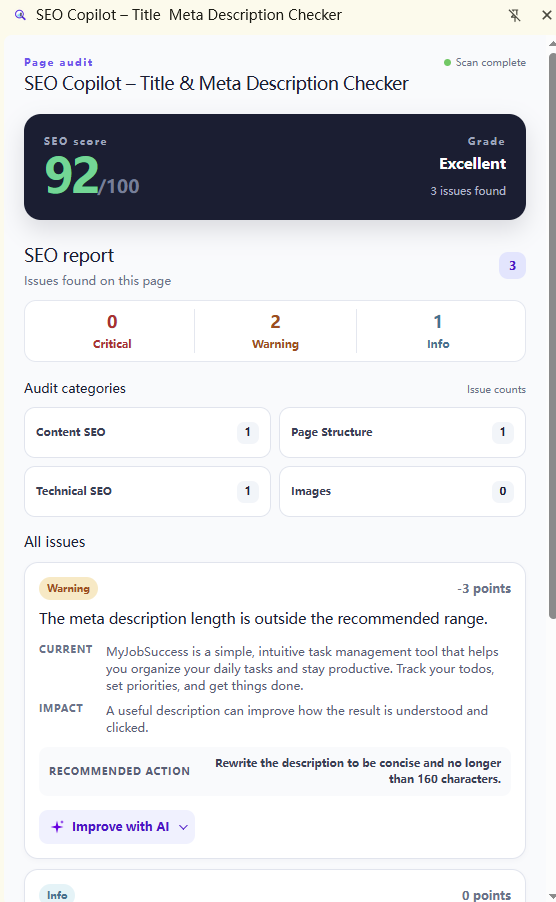 SEO Copilot – Title  Meta Description Checker
Page audit
Scan complete
SEO Copilot – Title & Meta Description Checker
SEO score
Grade
92/100
Excellent
3 issues found
SEO report
3
Issues found on this page
0
2
1
Critical
Warning
Info
Audit categories
Issue counts
Content SEO
1
Page Structure
1
Technical SEO
1
Images
0
All issues
Warning
-3 points
The meta description length is outside the recommended range.
CURRENT
MyJobSuccess is a simple, intuitive task management tool that helps
you organize your daily tasks and stay productive. Track your todos,
set priorities, and get things done.
IMPACT
A useful description can improve how the result is understood and
clicked.
RECOMMENDED ACTION
Rewrite the description to be concise and no longer
than 160 characters.
Improve with AI
Info
0 points